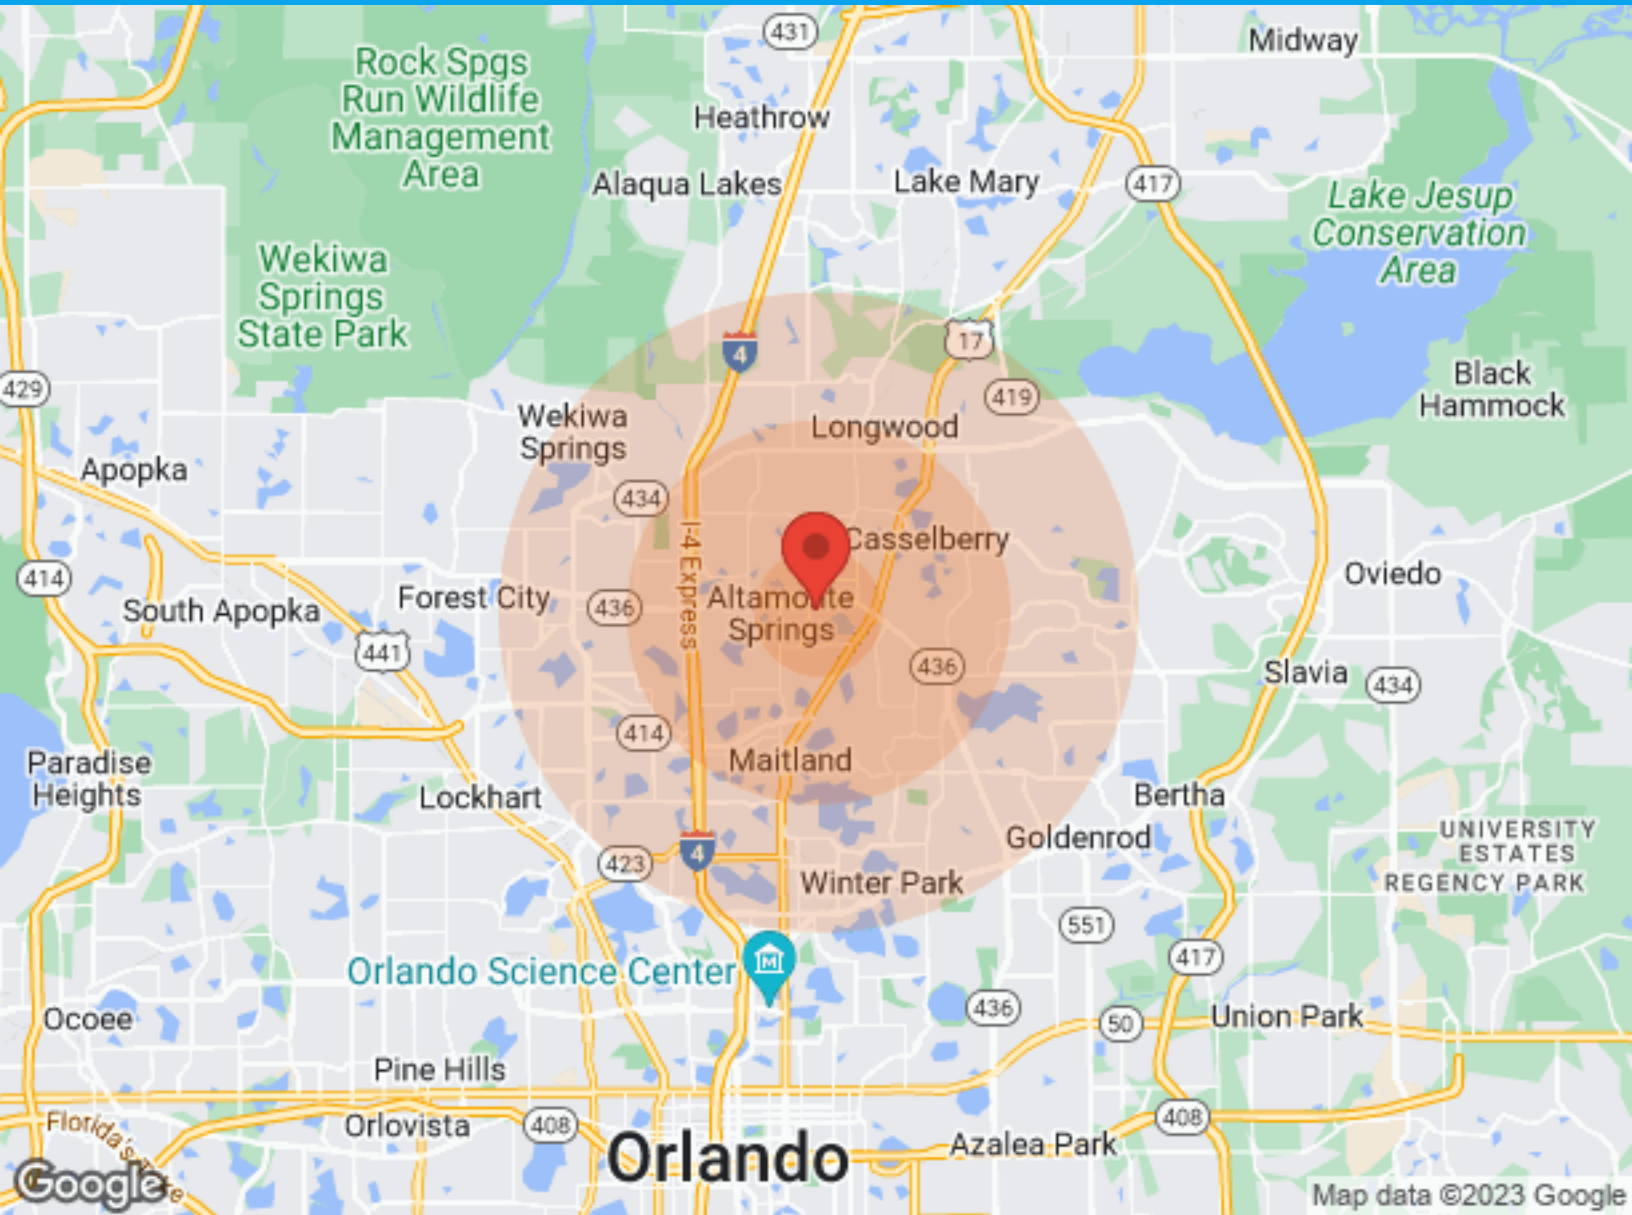 431
Midway
Rock Spgs
Run Wildlife
Management
Area
Heathrow
Alaqua Lakes
Lake Mary
417
Lake Jesup
Conservation
Area
Wekiwa
Springs
State Park
4
17
429
419
Black
Hammock
Wekiwa
Springs
Longwood
Apopka
434
I-4 Express
Casselberry
414
Oviedo
South Apopka
Forest City
436
Altamonte
Springs
441
436
Slavia
434
414
Maitland
Paradise
Heights
Lockhart
Bertha
Goldenrod
UNIVERSITY
ESTATES
REGENCY PARK
423
4
Winter Park
551
417
Orlando Science Center
M
436
50
Union Park
Ocoee
Pine Hills
Orlovista
408
408
Florida's
Orlando
Azalea Park
Google
Map data ©2023 Google